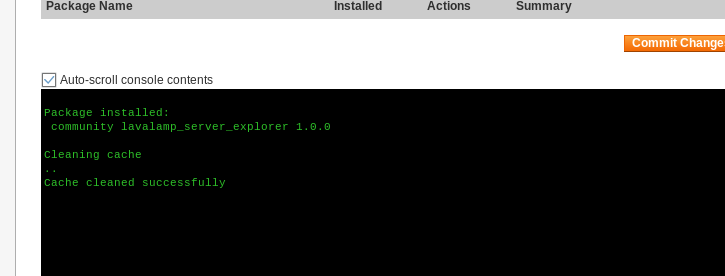 Package Name Installed Actions Summary
Commit Change
Auto-scroll console contents
Package installed:
community lavalamp_server_explorer 1.0.0
Cleaning cache
..
Cache cleaned successfully